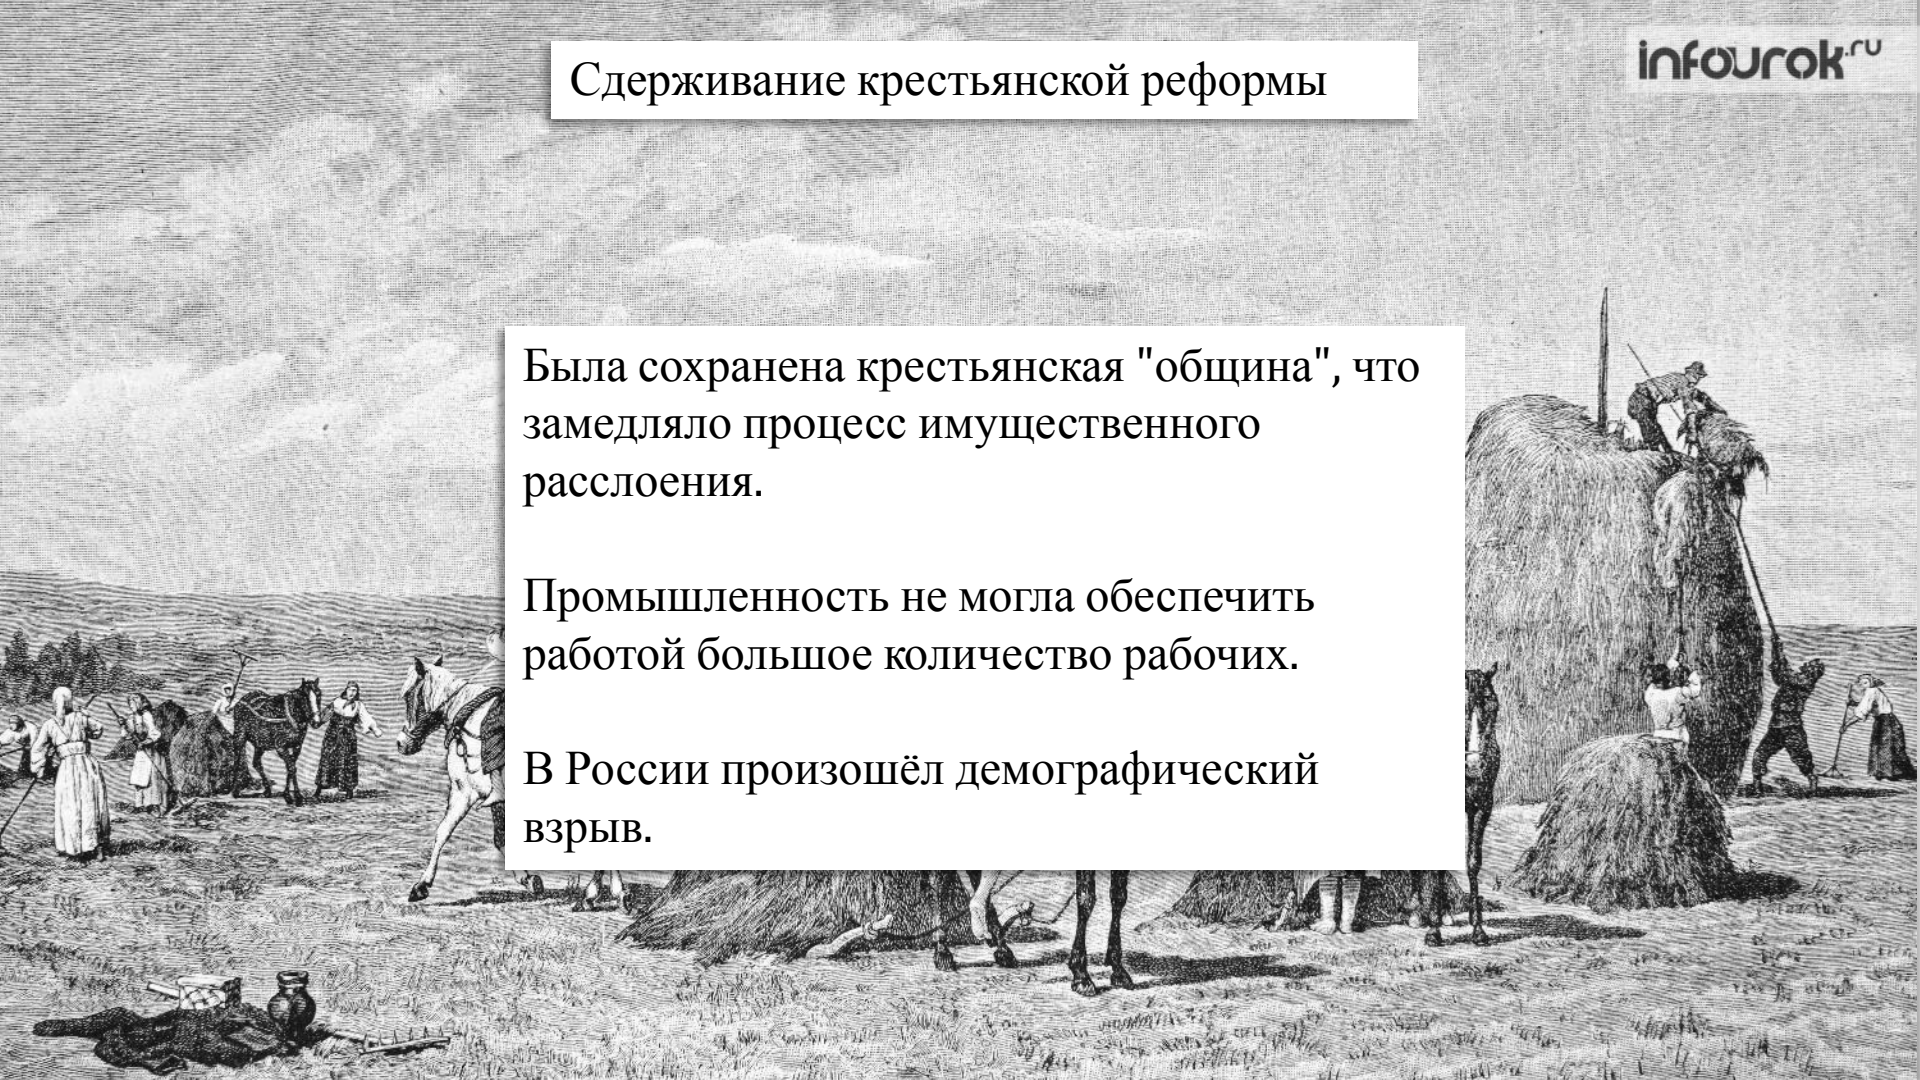 infourok.ru
Сдерживание крестьянской реформы
Была сохранена крестьянская "община", что
замедляло процесс имущественного
расслоения.
Промышленность не могла обеспечить
работой большое количество рабочих.
В России произошёл демографический
взрыв.